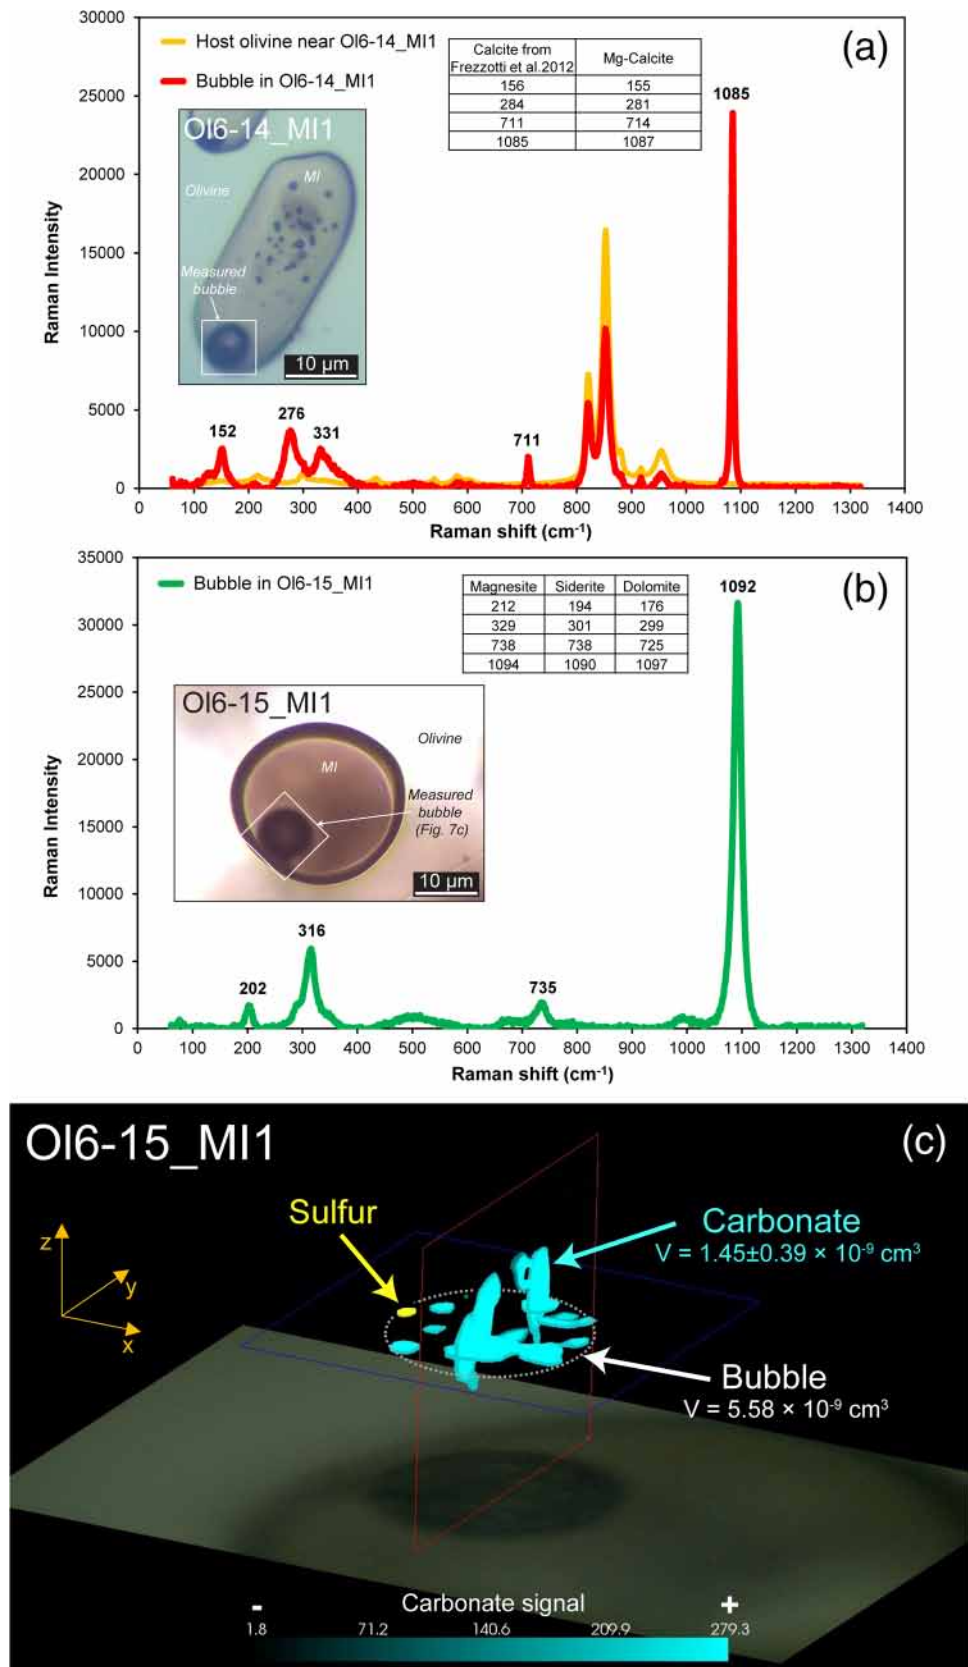 (a)
Host olivine near Ol6-14_MI1
Bubble in Ol6-14_MI1
Calcite from Frezzotti et al.2012 Mg-Calcite
156 155
284 281
711 714
1085 1087
1085
Ol6-14_MI1
MI
Olivine
Measured
bubble
10 µm
152
276
331
711
30000
25000
20000
15000
10000
5000
0
Raman Intensity
0 100 200 300 400 500 600 700 800 900 1000 1100 1200 1300 1400
Raman shift (cm-1)
(b)
Bubble in Ol6-15_MI1
Magnesite Siderite Dolomite
212 194 176
329 301 299
738 738 725
1094 1090 1097
1092
Ol6-15_MI1
Olivine
MI
Measured
bubble
(Fig. 7c)
10 µm
202
316
735
35000
30000
25000
20000
15000
10000
5000
0
Raman Intensity
0 100 200 300 400 500 600 700 800 900 1000 1100 1200 1300 1400
Raman shift (cm-1)
Ol6-15_MI1
(c)
Sulfur
Carbonate
V = 1.45±0.39 × 10-9 cm3
z
y
x
Bubble
V = 5.58 × 10-9 cm3
- Carbonate signal +
1.8 71.2 140.6 209.9 279.3